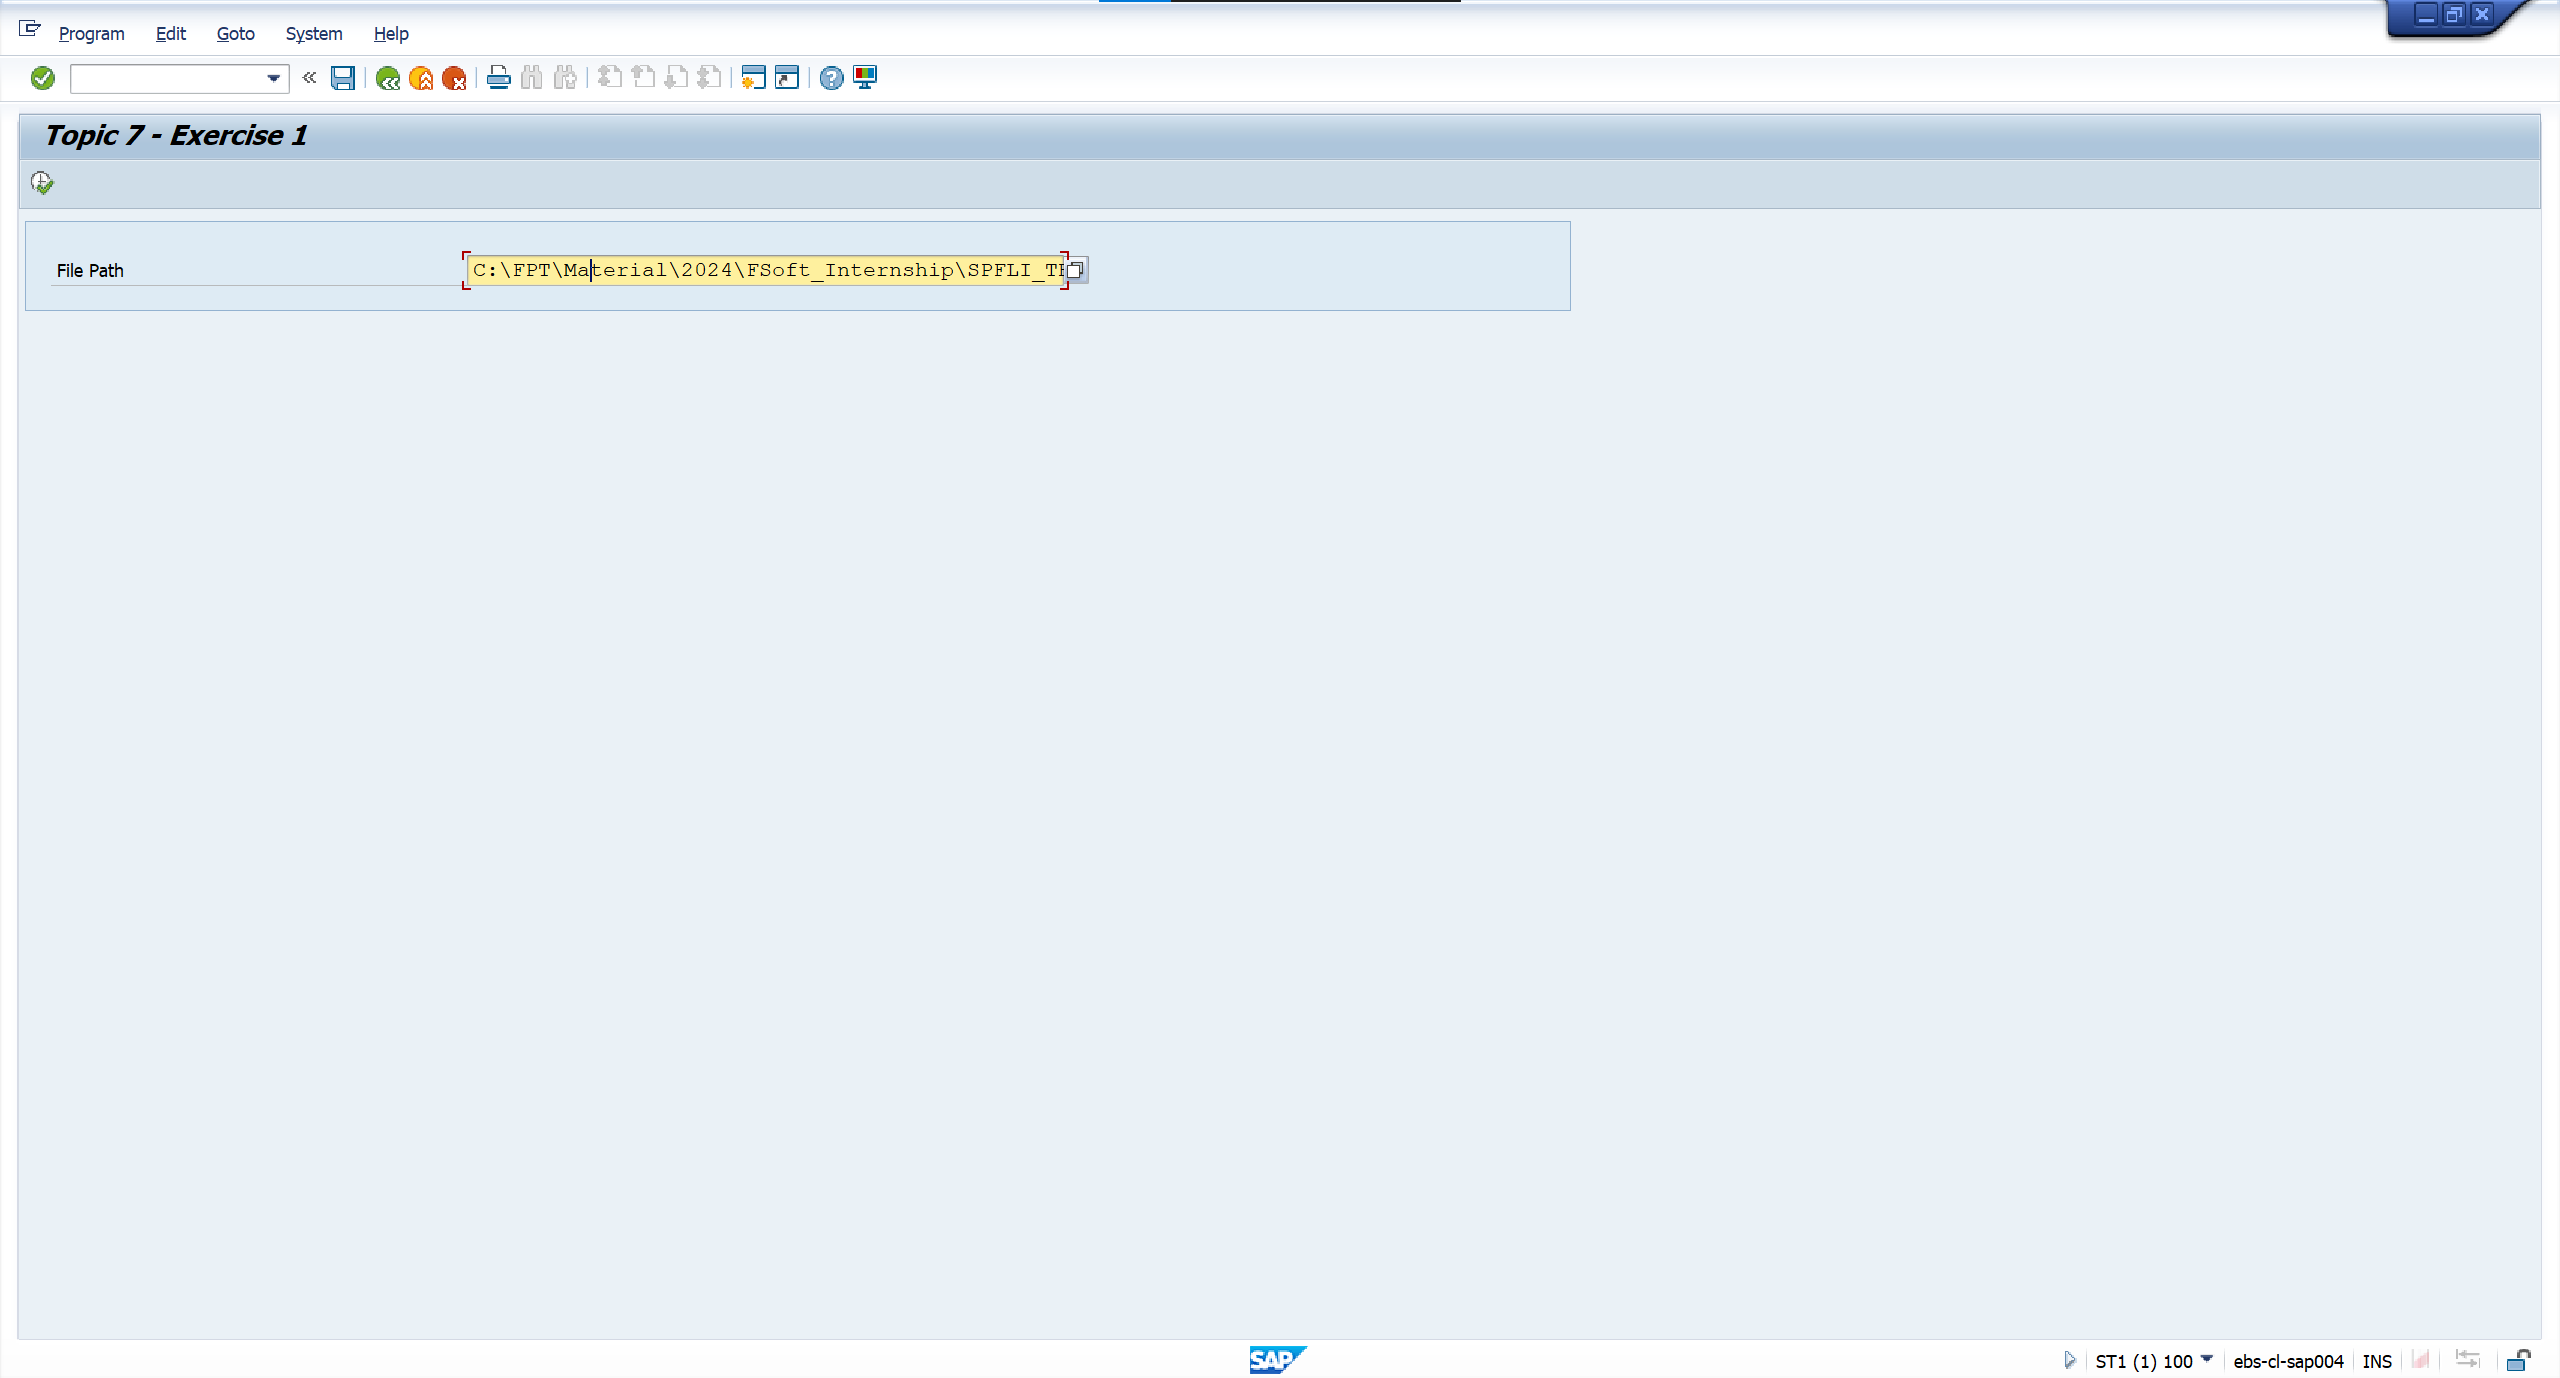 Program Edit Goto System Help
Topic 7 - Exercise 1
File Path C:\FPT\Material\2024\FSoft_Internship\SPFLI_T
SAP ST1 (1) 100 ebs-cl-sap004 INS